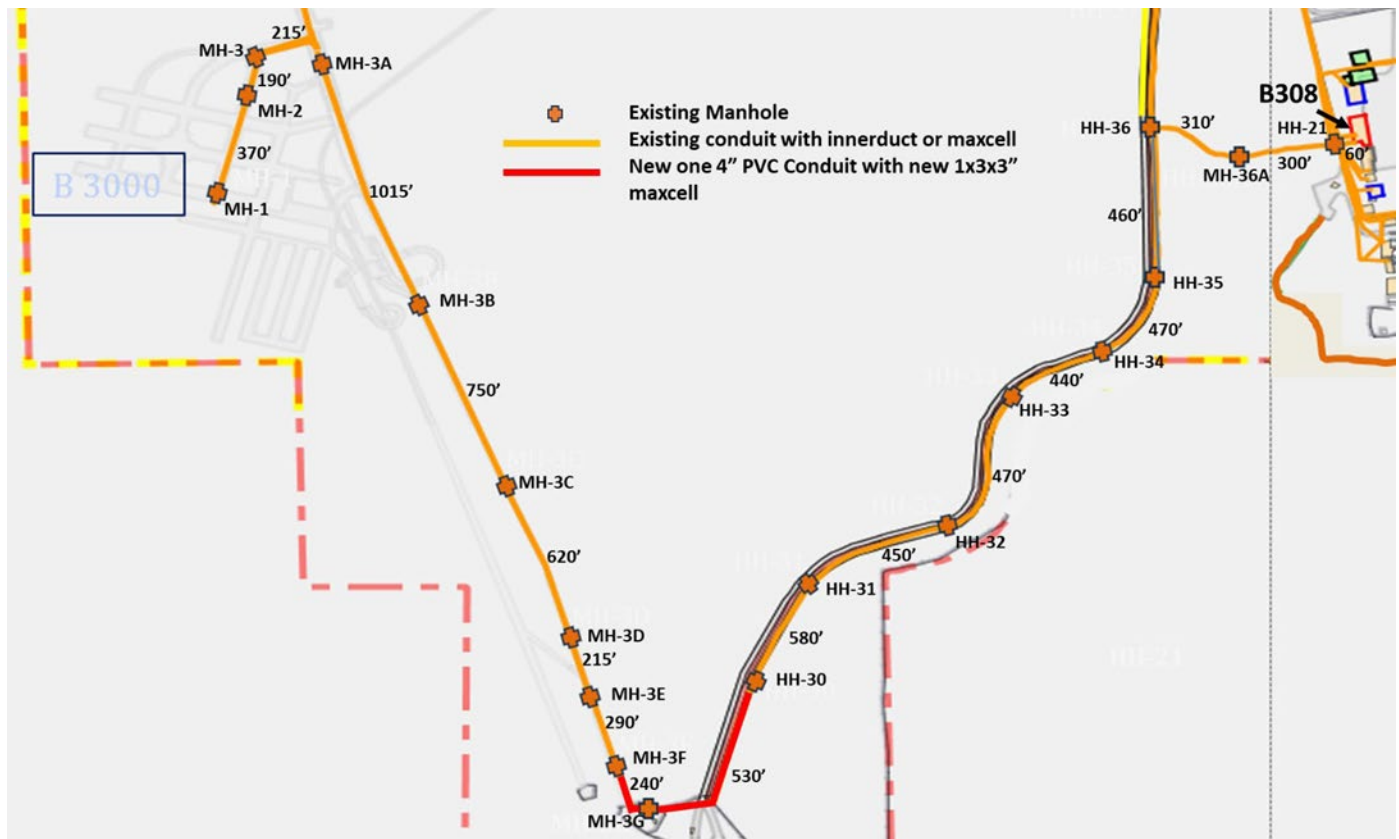 215’
MH-3
MH-3A
190’
MH-2
370’
B 3000
MH-1
1015’
MH-3B
750’
MH-3C
620’
MH-3D
215’
MH-3E
290’
MH-3F
240’
MH-3G
530’
HH-30
580’
HH-31
450’
HH-32
470’
HH-33
440’
HH-34
470’
HH-35
460’
HH-36
310’
MH-36A
300’
HH-21
60’
B308
Existing Manhole
Existing conduit with innerduct or maxcell
New one 4” PVC Conduit with new 1x3x3”
maxcell